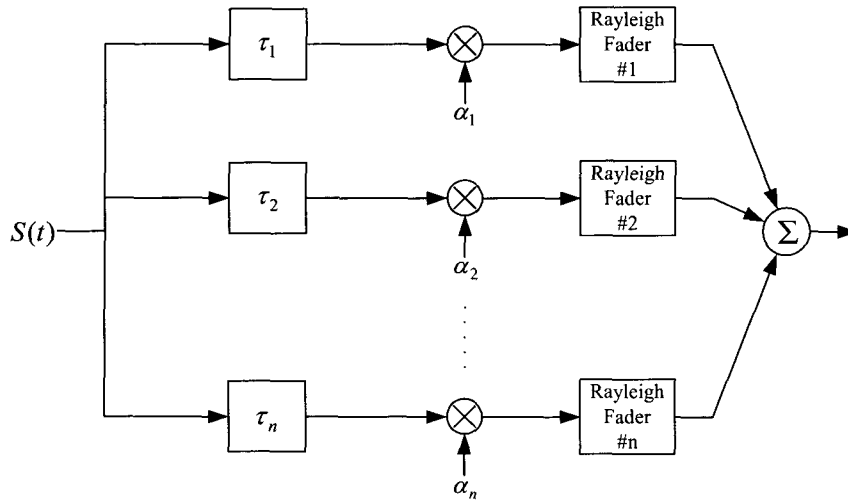 τ₁
α₁
Rayleigh
Fader
#1
τ₂
α₂
Rayleigh
Fader
#2
S(t)
Σ
τₙ
αₙ
Rayleigh
Fader
#n